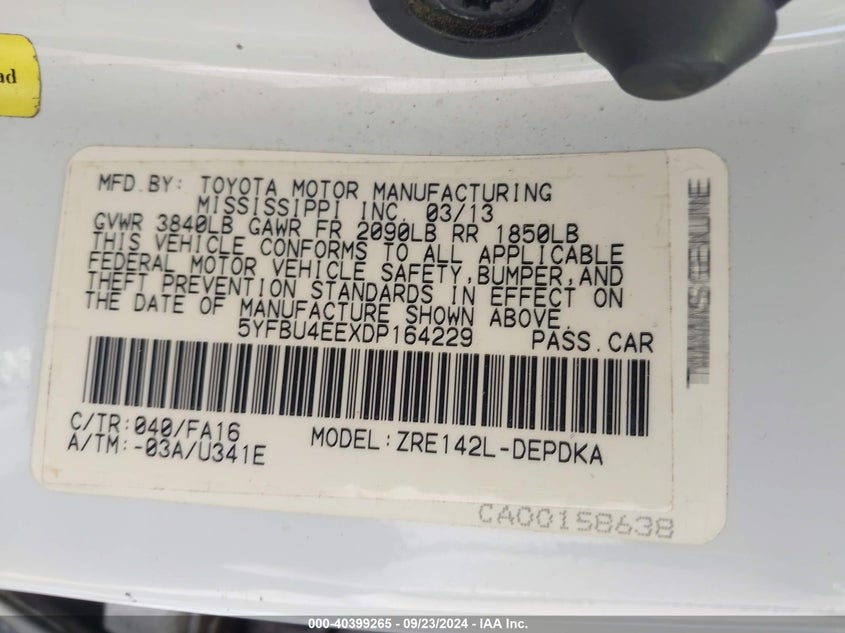 ad
MFD.BY: TOYOTA MOTOR MANUFACTURING
MISSISSIPPI INC. 03/13
GVWR 3840LB GAWR FR 2090LB RR 1850LB
THIS VEHICLE CONFORMS TO ALL APPLICABLE
FEDERAL MOTOR VEHICLE SAFETY,BUMPER,AND
THEFT PREVENTION STANDARDS IN EFFECT ON
THE DATE OF MANUFACTURE SHOWN ABOVE.
5YFBU4EEXDP164229 PASS.CAR
C/TR:040/FA16 MODEL:ZRE142L-DEPDKA
A/TM:-03A/U341E
CA00158638
000-40399265 - 09/23/2024 - IAA Inc.